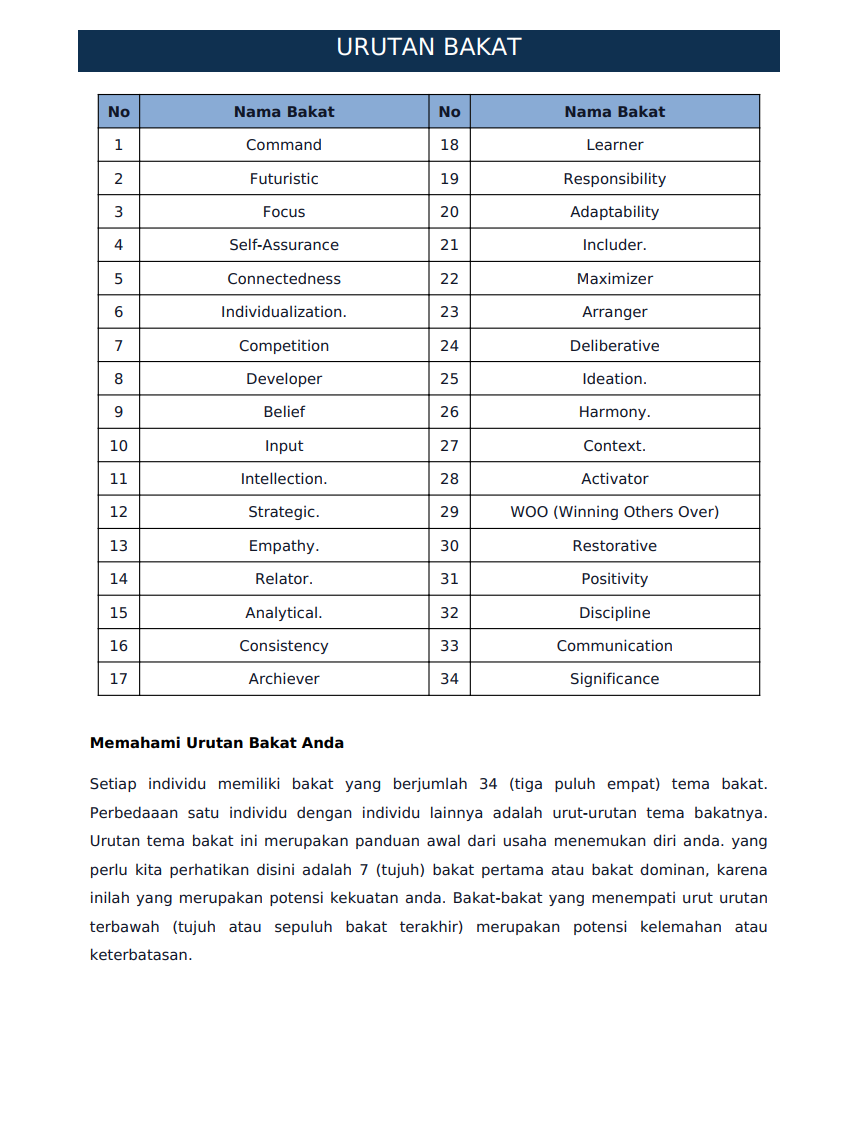 URUTAN BAKAT
No Nama Bakat No Nama Bakat
1 Command 18 Learner
2 Futuristic 19 Responsibility
3 Focus 20 Adaptability
4 Self-Assurance 21 Includer.
5 Connectedness 22 Maximizer
6 Individualization. 23 Arranger
7 Competition 24 Deliberative
8 Developer 25 Ideation.
9 Belief 26 Harmony.
10 Input 27 Context.
11 Intellection. 28 Activator
12 Strategic. 29 WOO (Winning Others Over)
13 Empathy. 30 Restorative
14 Relator. 31 Positivity
15 Analytical. 32 Discipline
16 Consistency 33 Communication
17 Archiever 34 Significance
Memahami Urutan Bakat Anda
Setiap individu memiliki bakat yang berjumlah 34 (tiga puluh empat) tema bakat.
Perbedaaan satu individu dengan individu lainnya adalah urut-urutan tema bakatnya.
Urutan tema bakat ini merupakan panduan awal dari usaha menemukan diri anda. yang
perlu kita perhatikan disini adalah 7 (tujuh) bakat pertama atau bakat dominan, karena
inilah yang merupakan potensi kekuatan anda. Bakat-bakat yang menempati urut urutan
terbawah (tujuh atau sepuluh bakat terakhir) merupakan potensi kelemahan atau
keterbatasan.